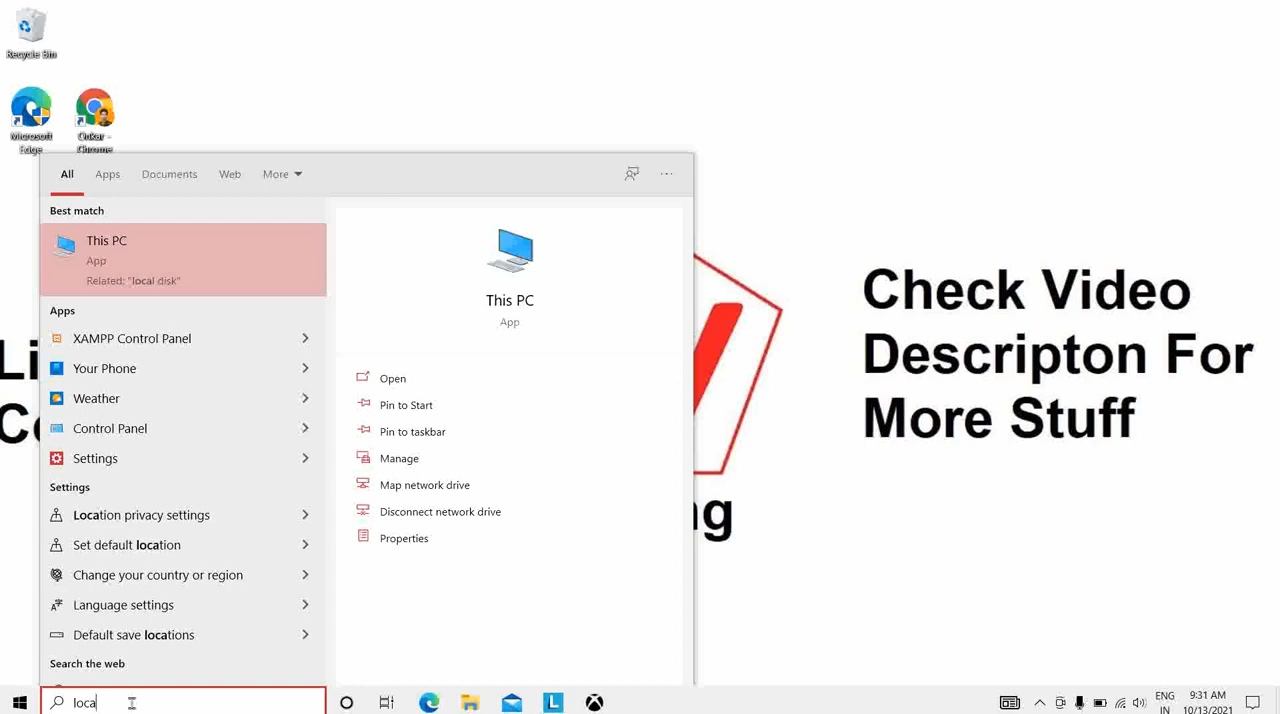 Recycle Bin
Microsoft
Edge
Onkar -
Chrome
All Apps Documents Web More
Best match
This PC
App
Related: "local disk"
Apps
XAMPP Control Panel
Your Phone
Weather
Control Panel
Settings
Settings
Location privacy settings
Set default location
Change your country or region
Language settings
Default save locations
Search the web
This PC
App
Open
Pin to Start
Pin to taskbar
Manage
Map network drive
Disconnect network drive
Properties
Check Video
Descripton For
More Stuff
loca
ENG
IN
9:31 AM
10/13/2021